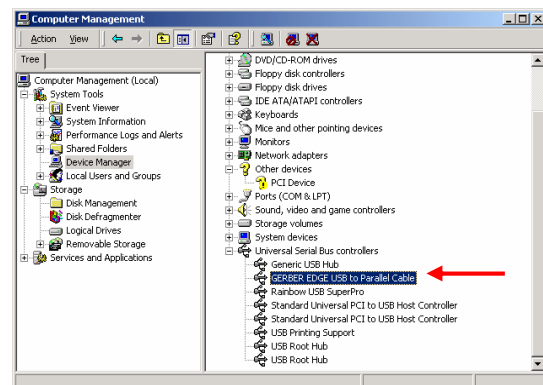 Computer Management
Action View
Tree
Computer Management (Local)
System Tools
Event Viewer
System Information
Performance Logs and Alerts
Shared Folders
Device Manager
Local Users and Groups
Storage
Disk Management
Disk Defragmenter
Logical Drives
Removable Storage
Services and Applications
DVD/CD-ROM drives
Floppy disk controllers
Floppy disk drives
IDE ATA/ATAPI controllers
Keyboards
Mice and other pointing devices
Monitors
Network adapters
Other devices
PCI Device
Ports (COM & LPT)
Sound, video and game controllers
Storage volumes
System devices
Universal Serial Bus controllers
Generic USB Hub
GERBER EDGE USB to Parallel Cable
Rainbow USB SuperPro
Standard Universal PCI to USB Host Controller
Standard Universal PCI to USB Host Controller
USB Printing Support
USB Root Hub
USB Root Hub